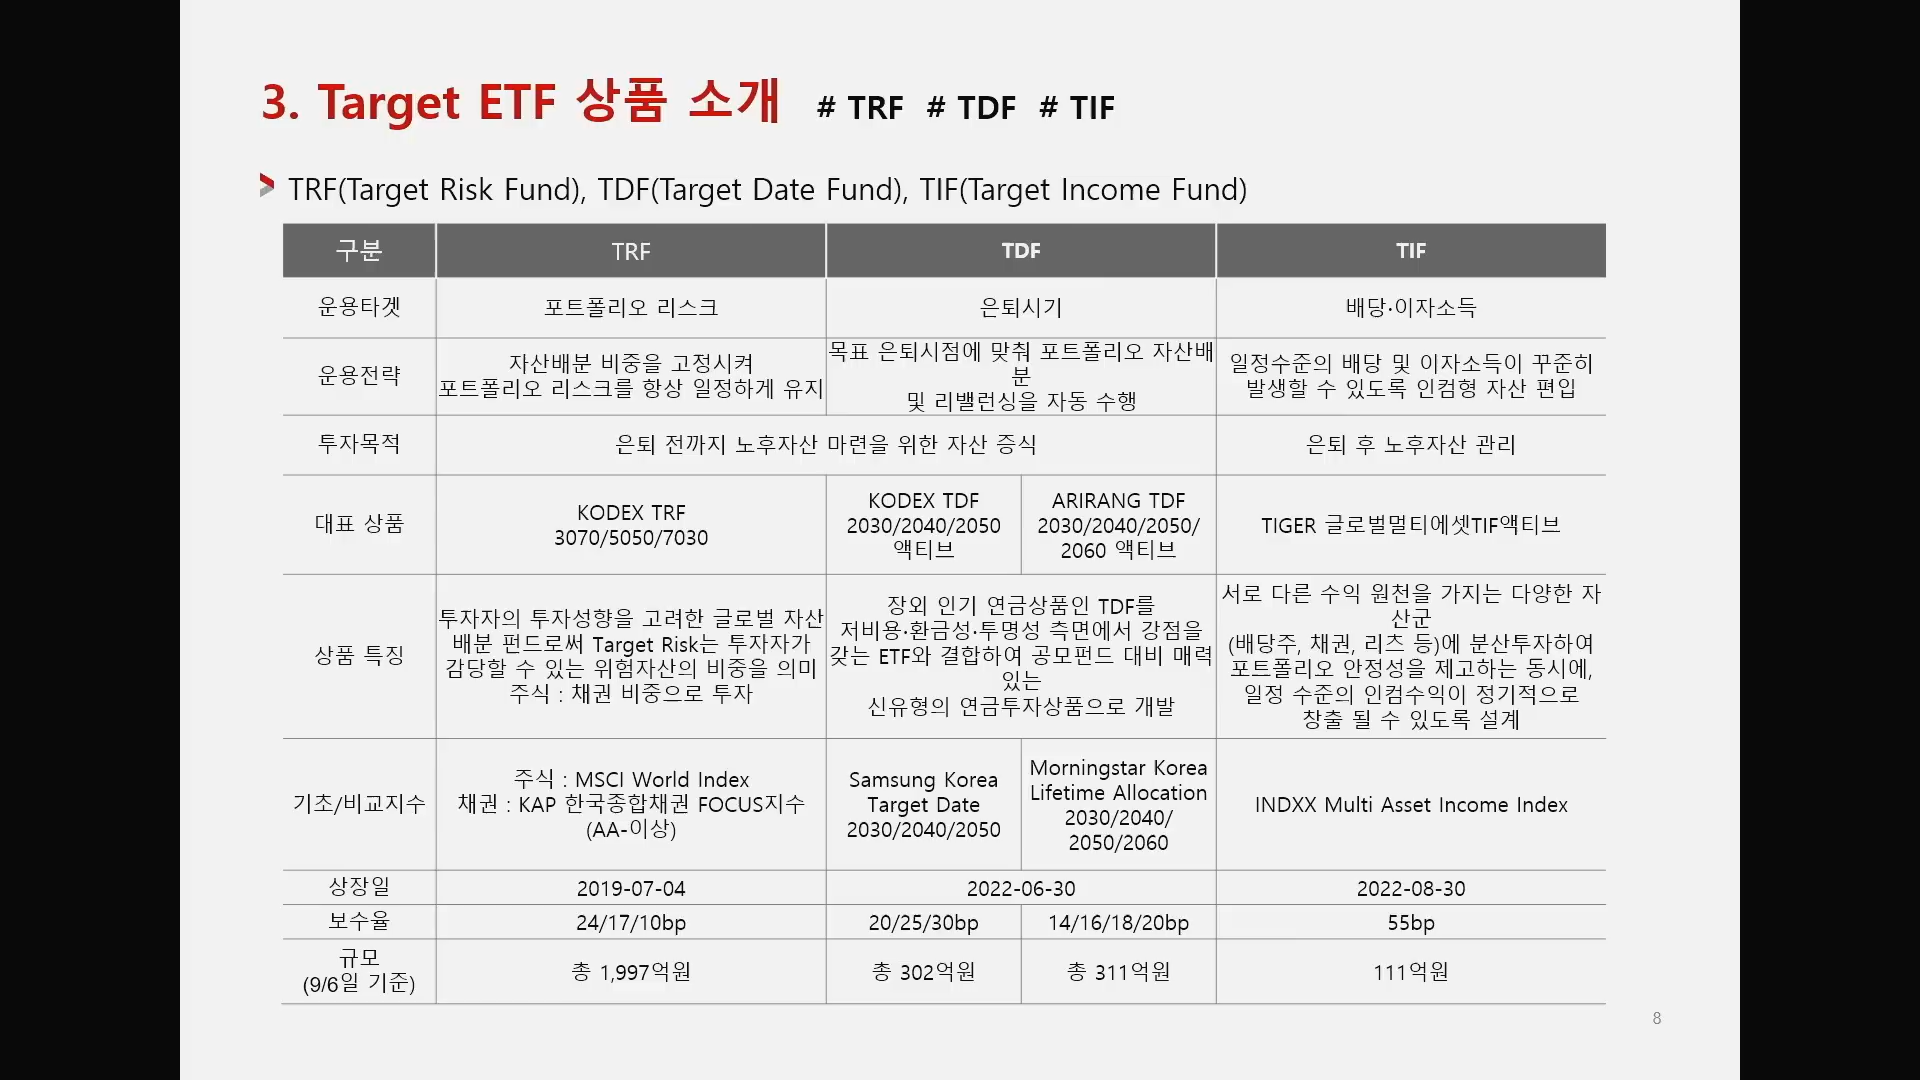 3. Target ETF 상품 소개 # TRF # TDF # TIF
TRF(Target Risk Fund), TDF(Target Date Fund), TIF(Target Income Fund)
구분 TRF TDF TIF
운용타겟 포트폴리오 리스크 은퇴시기 배당·이자소득
운용전략
자산배분 비중을 고정시켜
포트폴리오 리스크를 항상 일정하게 유지
목표 은퇴시점에 맞춰 포트폴리오 자산배
분
및 리밸런싱을 자동 수행
일정수준의 배당 및 이자소득이 꾸준히
발생할 수 있도록 인컴형 자산 편입
투자목적 은퇴 전까지 노후자산 마련을 위한 자산 증식 은퇴 후 노후자산 관리
대표 상품
KODEX TRF
3070/5050/7030
KODEX TDF
2030/2040/2050
액티브
ARIRANG TDF
2030/2040/2050/
2060 액티브
TIGER 글로벌멀티에셋TIF액티브
상품 특징
투자자의 투자성향을 고려한 글로벌 자산
배분 펀드로써 Target Risk는 투자자가
감당할 수 있는 위험자산의 비중을 의미
주식 : 채권 비중으로 투자
장외 인기 연금상품인 TDF를
저비용·환금성·투명성 측면에서 강점을
갖는 ETF와 결합하여 공모펀드 대비 매력
있는
신유형의 연금투자상품으로 개발
서로 다른 수익 원천을 가지는 다양한 자
산군
(배당주, 채권, 리츠 등)에 분산투자하여
포트폴리오 안정성을 제고하는 동시에,
일정 수준의 인컴수익이 정기적으로
창출 될 수 있도록 설계
기초/비교지수
주식 : MSCI World Index
채권 : KAP 한국종합채권 FOCUS지수
(AA-이상)
Samsung Korea
Target Date
2030/2040/2050
Morningstar Korea
Lifetime Allocation
2030/2040/
2050/2060
INDXX Multi Asset Income Index
상장일 2019-07-04 2022-06-30 2022-08-30
보수율 24/17/10bp 20/25/30bp 14/16/18/20bp 55bp
규모
(9/6일 기준)
총 1,997억원 총 302억원 총 311억원 111억원
8